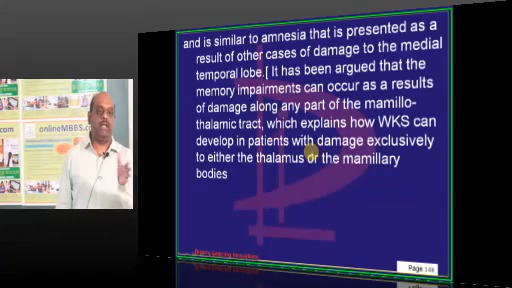 and is similar to amnesia that is presented as a
result of other cases of damage to the medial
temporal lobe.[ It has been argued that the
memory impairments can occur as a results
of damage along any part of the mamillo-
thalamic tract, which explains how WKS can
develop in patients with damage exclusively
to either the thalamus or the mamillary
bodies
.com
onlineMBBS.co
Page 148